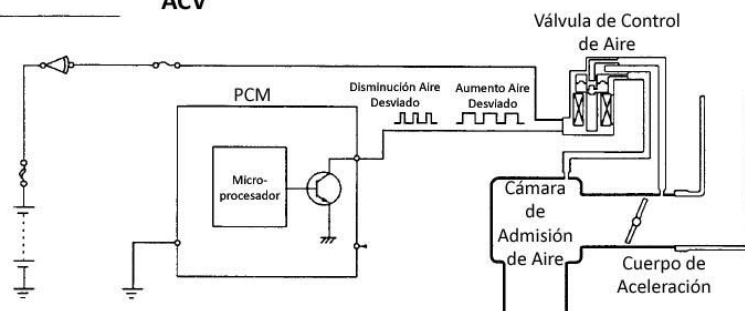 ACV
Válvula de Control
de Aire
PCM
Disminución Aire
Desviado
Aumento Aire
Desviado
Micro-
procesador
Cámara
de
Admisión
de Aire
Cuerpo de
Aceleración